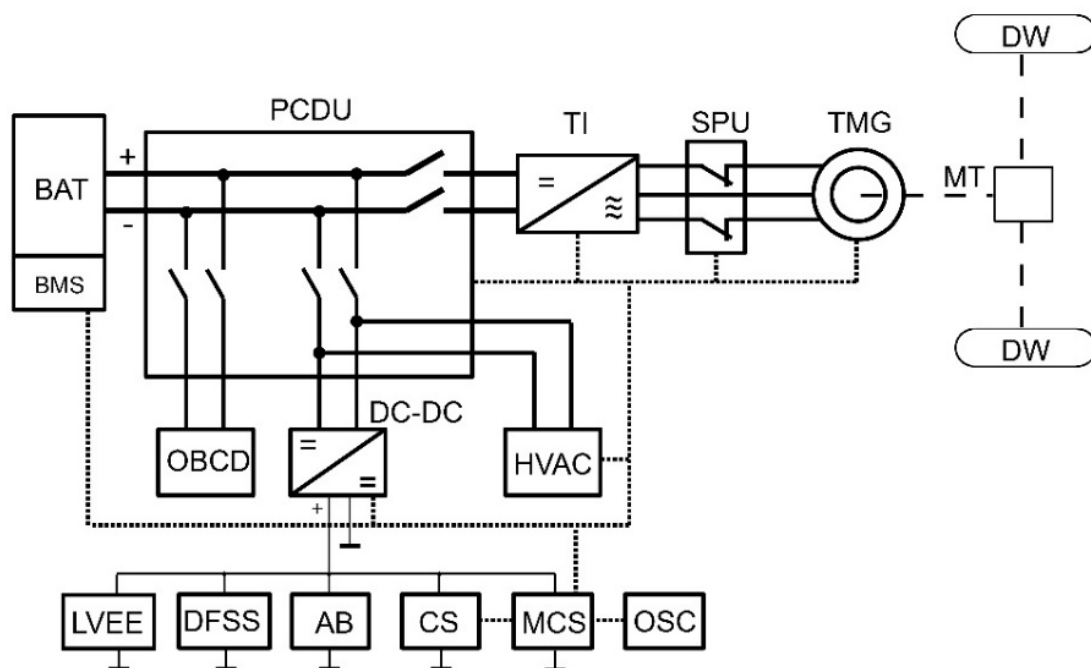 DW
PCDU
TI
SPU
TMG
BAT
+
-
=
≈
MT
BMS
DC-DC
DW
OBCD
=
=
HVAC
+
LVEE
DFSS
AB
CS
MCS
OSC